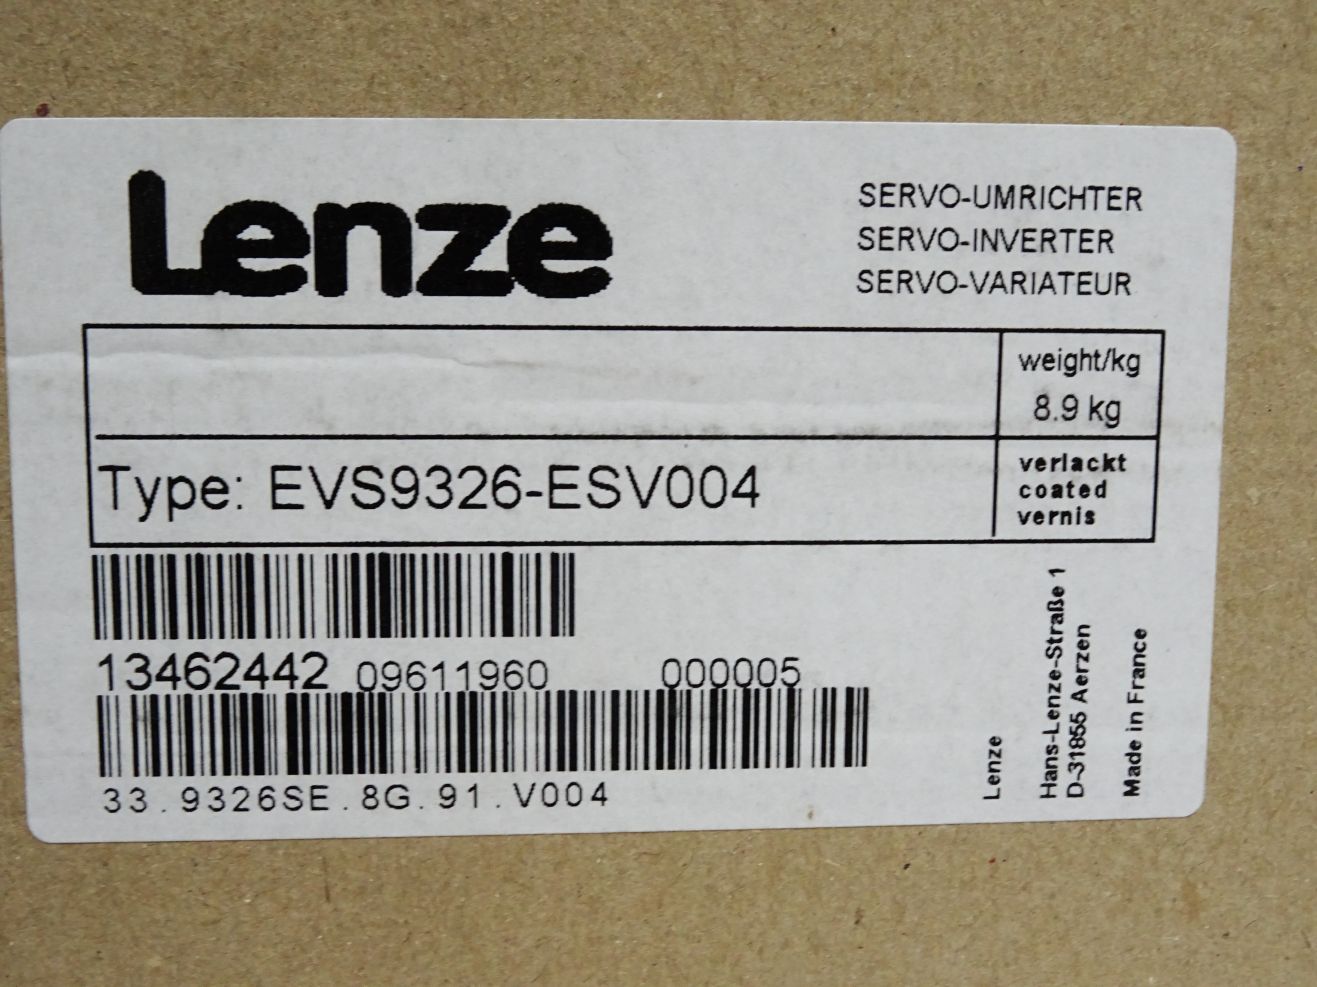 Lenze
SERVO-UMRICHTER
SERVO-INVERTER
SERVO-VARIATEUR
weight/kg
8.9 kg
Type: EVS9326-ESV004
verlackt
coated
vernis
13462442 09611960 000005
33.9326SE.8G.91.V004
Lenze
Hans-Lenze-Straße 1
D-31855 Aerzen
Made in France